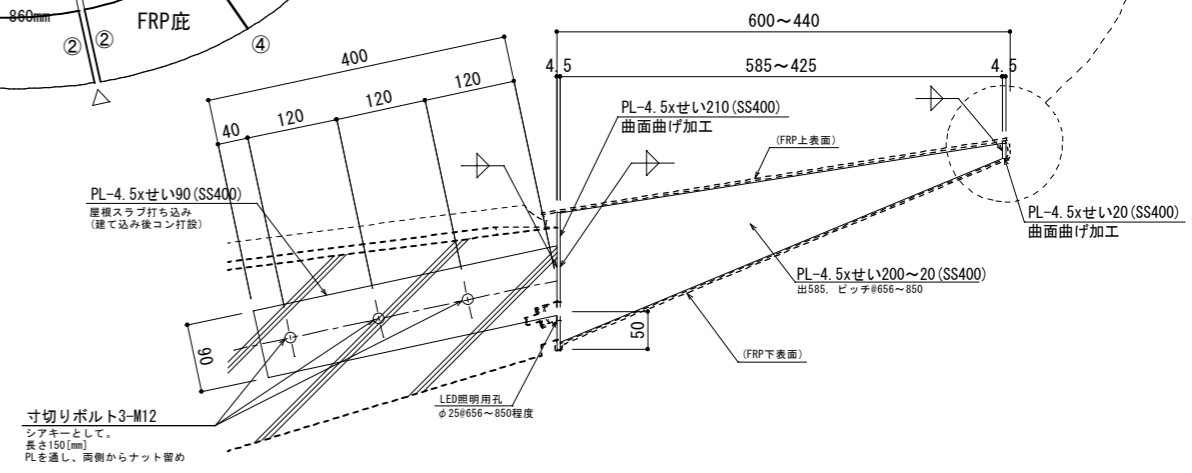 860mm
FRP庇
② ②
④
600～440
4.5
585～425
4.5
400
40
120
120
120
PL-4.5xせい210(SS400)
曲面曲げ加工
(FRP上表面)
PL-4.5xせい90(SS400)
屋根スラブ打ち込み
(建て込み後コン打設)
PL-4.5xせい20(SS400)
曲面曲げ加工
PL-4.5xせい200～20(SS400)
出585, ピッチ@656～850
90
50
(FRP下表面)
LED照明用孔
φ25@656～850程度
寸切りボルト3-M12
シアキーとして。
長さ150[mm]
PLを通し、両側からナット留め